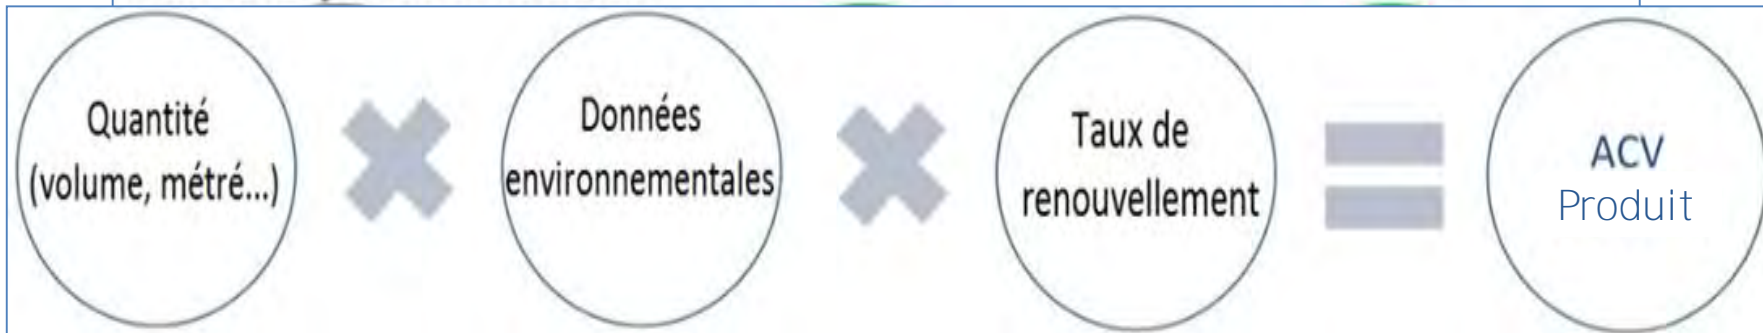 Quantité
(volume, métré...)
Données
environnementales
Taux de
renouvellement
ACV
Produit